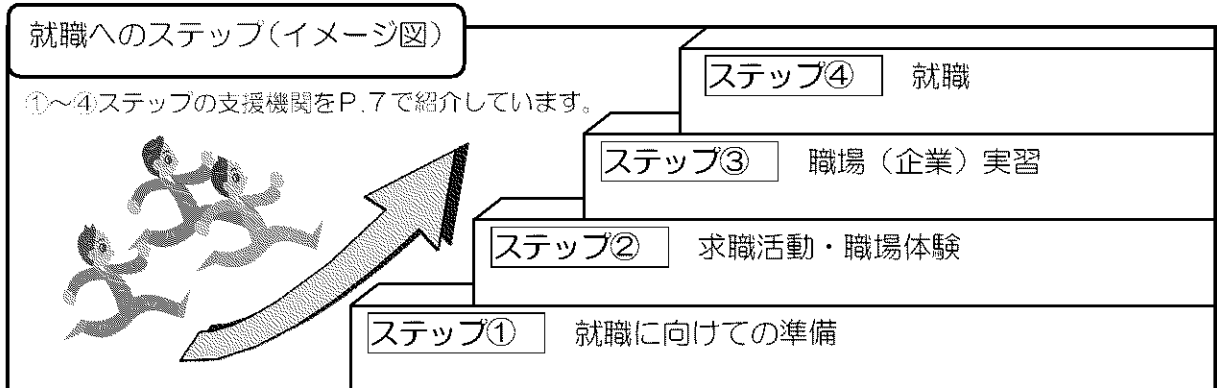 就職へのステップ(イメージ図)
①~④ステップの支援機関をP.7で紹介しています。
ステップ④ 就職
ステップ③ 職場(企業)実習
ステップ② 求職活動・職場体験
ステップ① 就職に向けての準備